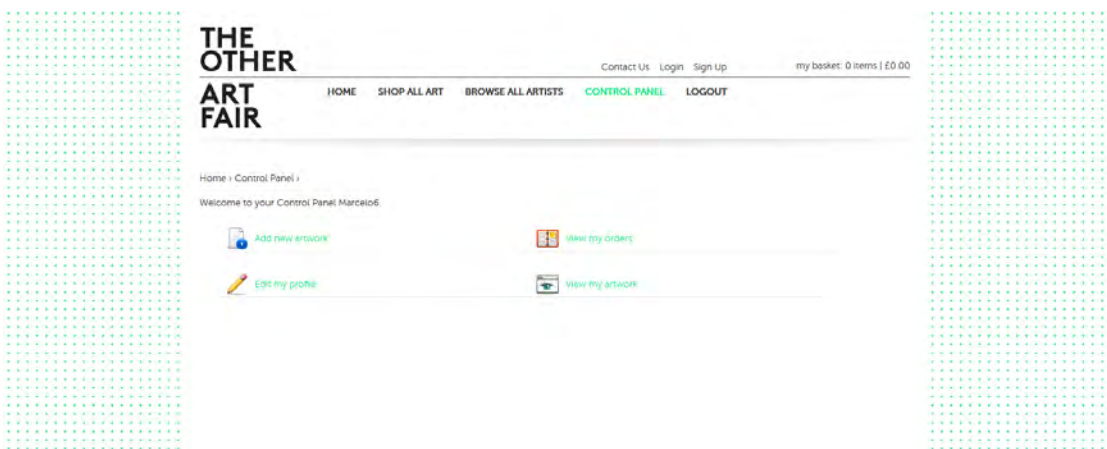 THE
OTHER
ART
FAIR
Contact Us Login Sign Up
my basket: 0 items | £0.00
HOME SHOP ALL ART BROWSE ALL ARTISTS CONTROL PANEL LOGOUT
Home › Control Panel ›
Welcome to your Control Panel Marcelo6.
Add new artwork
View my orders
Edit my profile
View my artwork